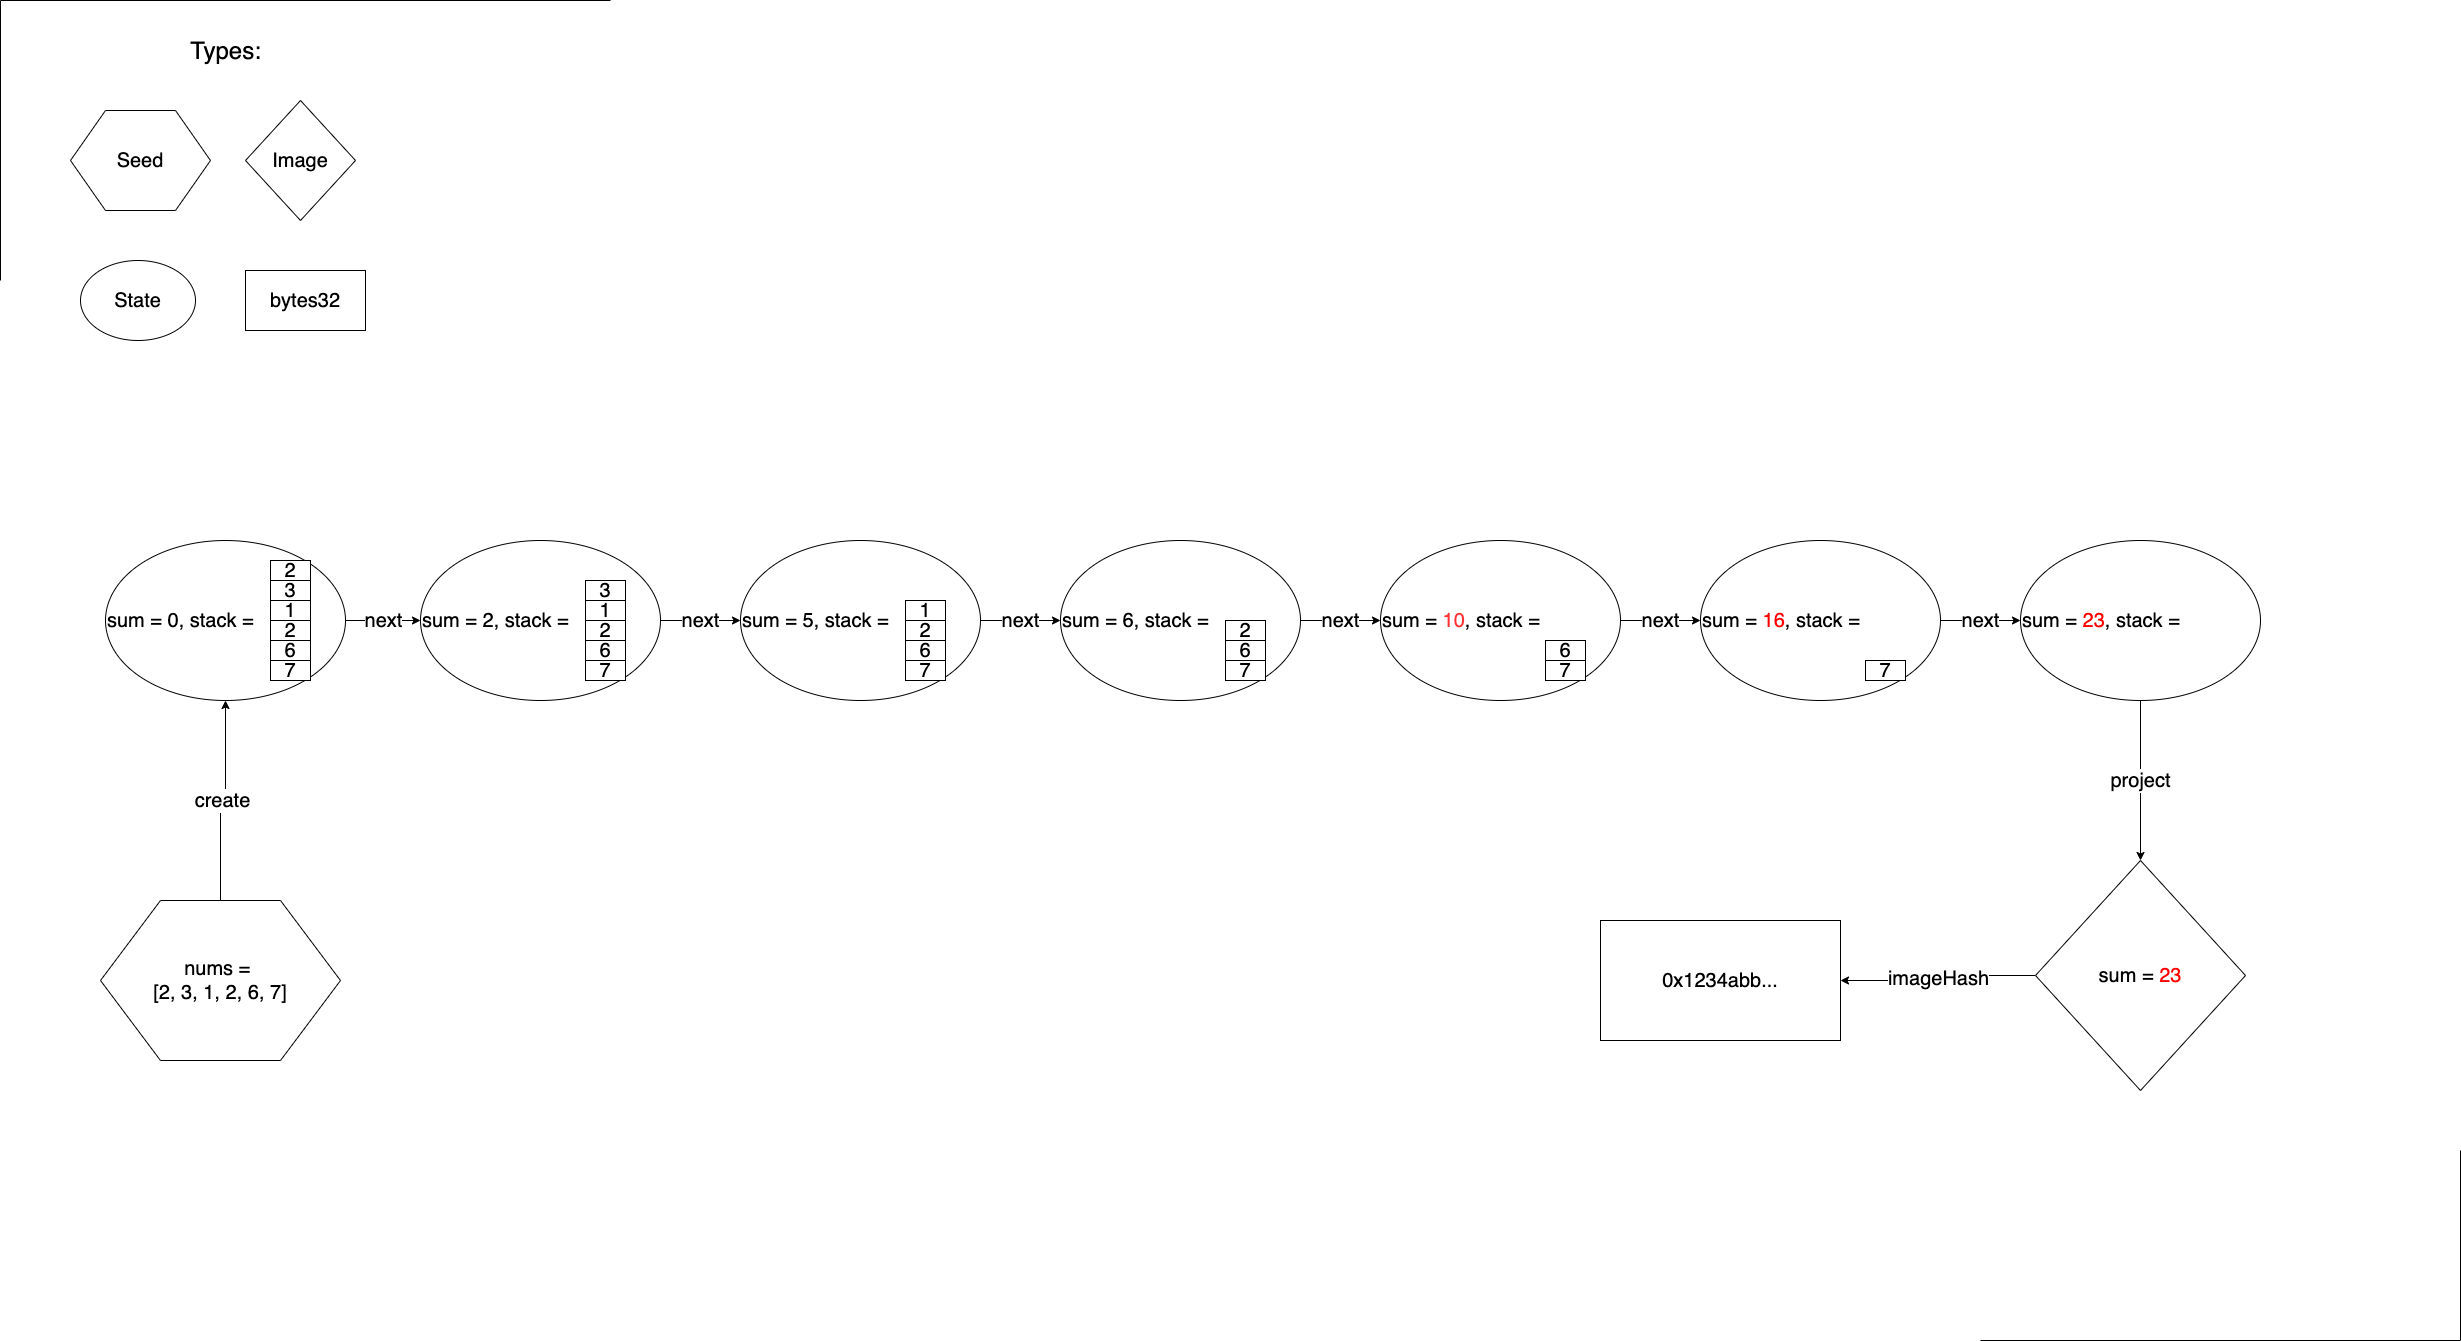 Types:
Seed
Image
State
bytes32
sum = 0, stack =
2
3
1
2
6
7
next
sum = 2, stack =
3
1
2
6
7
next
sum = 5, stack =
1
2
6
7
next
sum = 6, stack =
2
6
7
next
sum = 10, stack =
6
7
next
sum = 16, stack =
7
next
sum = 23, stack =
create
project
nums =
[2, 3, 1, 2, 6, 7]
0x1234abb...
imageHash
sum = 23